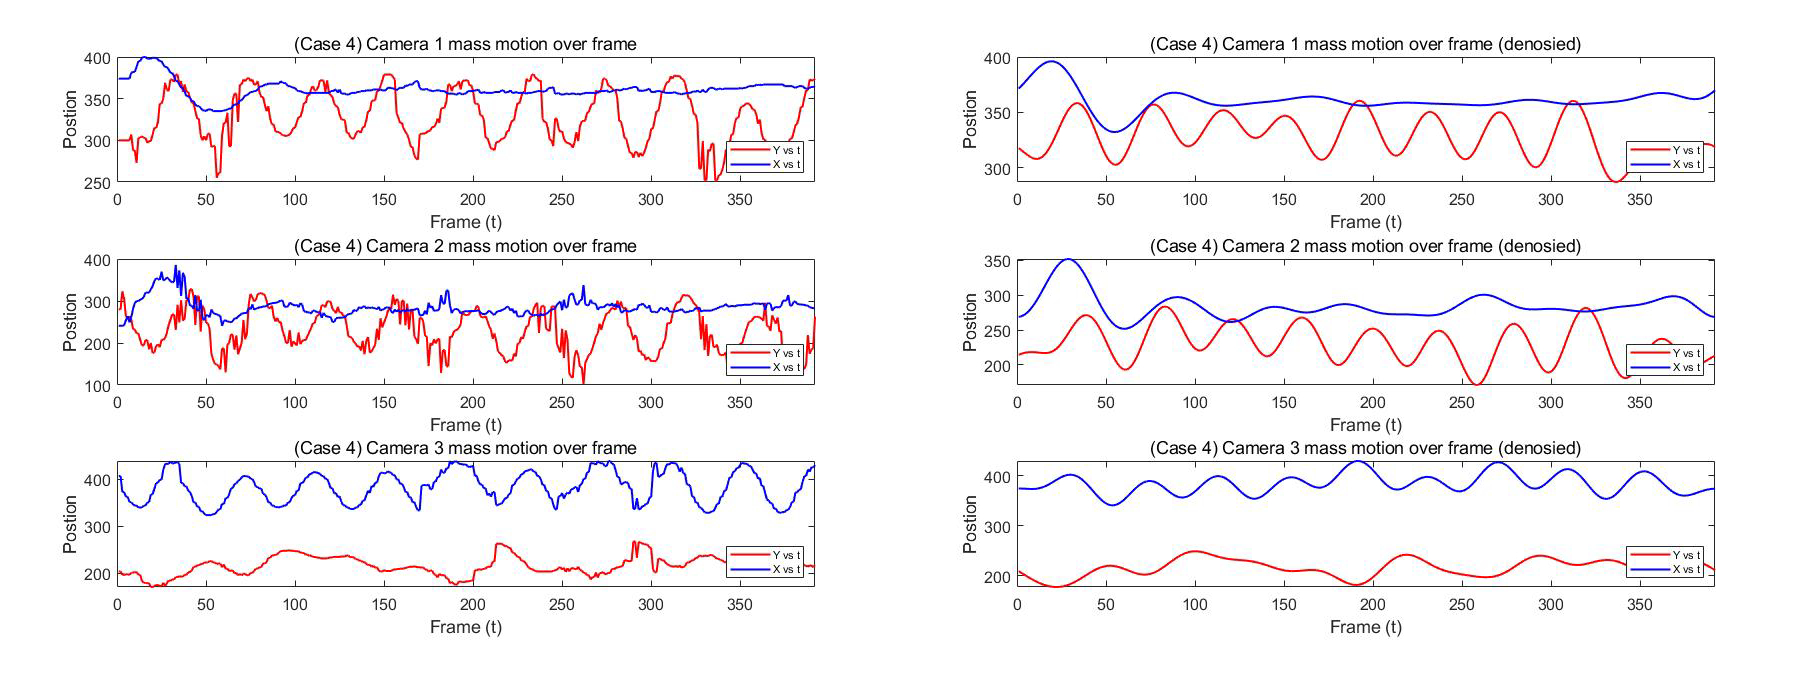 (Case 4) Camera 1 mass motion over frame
400
350
300
250
Postion
0 50 100 150 200 250 300 350
Frame (t)
Y vs t
X vs t
(Case 4) Camera 2 mass motion over frame
400
300
200
100
Postion
0 50 100 150 200 250 300 350
Frame (t)
Y vs t
X vs t
(Case 4) Camera 3 mass motion over frame
400
300
200
Postion
0 50 100 150 200 250 300 350
Frame (t)
Y vs t
X vs t
(Case 4) Camera 1 mass motion over frame (denosied)
400
350
300
Postion
0 50 100 150 200 250 300 350
Frame (t)
Y vs t
X vs t
(Case 4) Camera 2 mass motion over frame (denosied)
350
300
250
200
Postion
0 50 100 150 200 250 300 350
Frame (t)
Y vs t
X vs t
(Case 4) Camera 3 mass motion over frame (denosied)
400
300
200
Postion
0 50 100 150 200 250 300 350
Frame (t)
Y vs t
X vs t